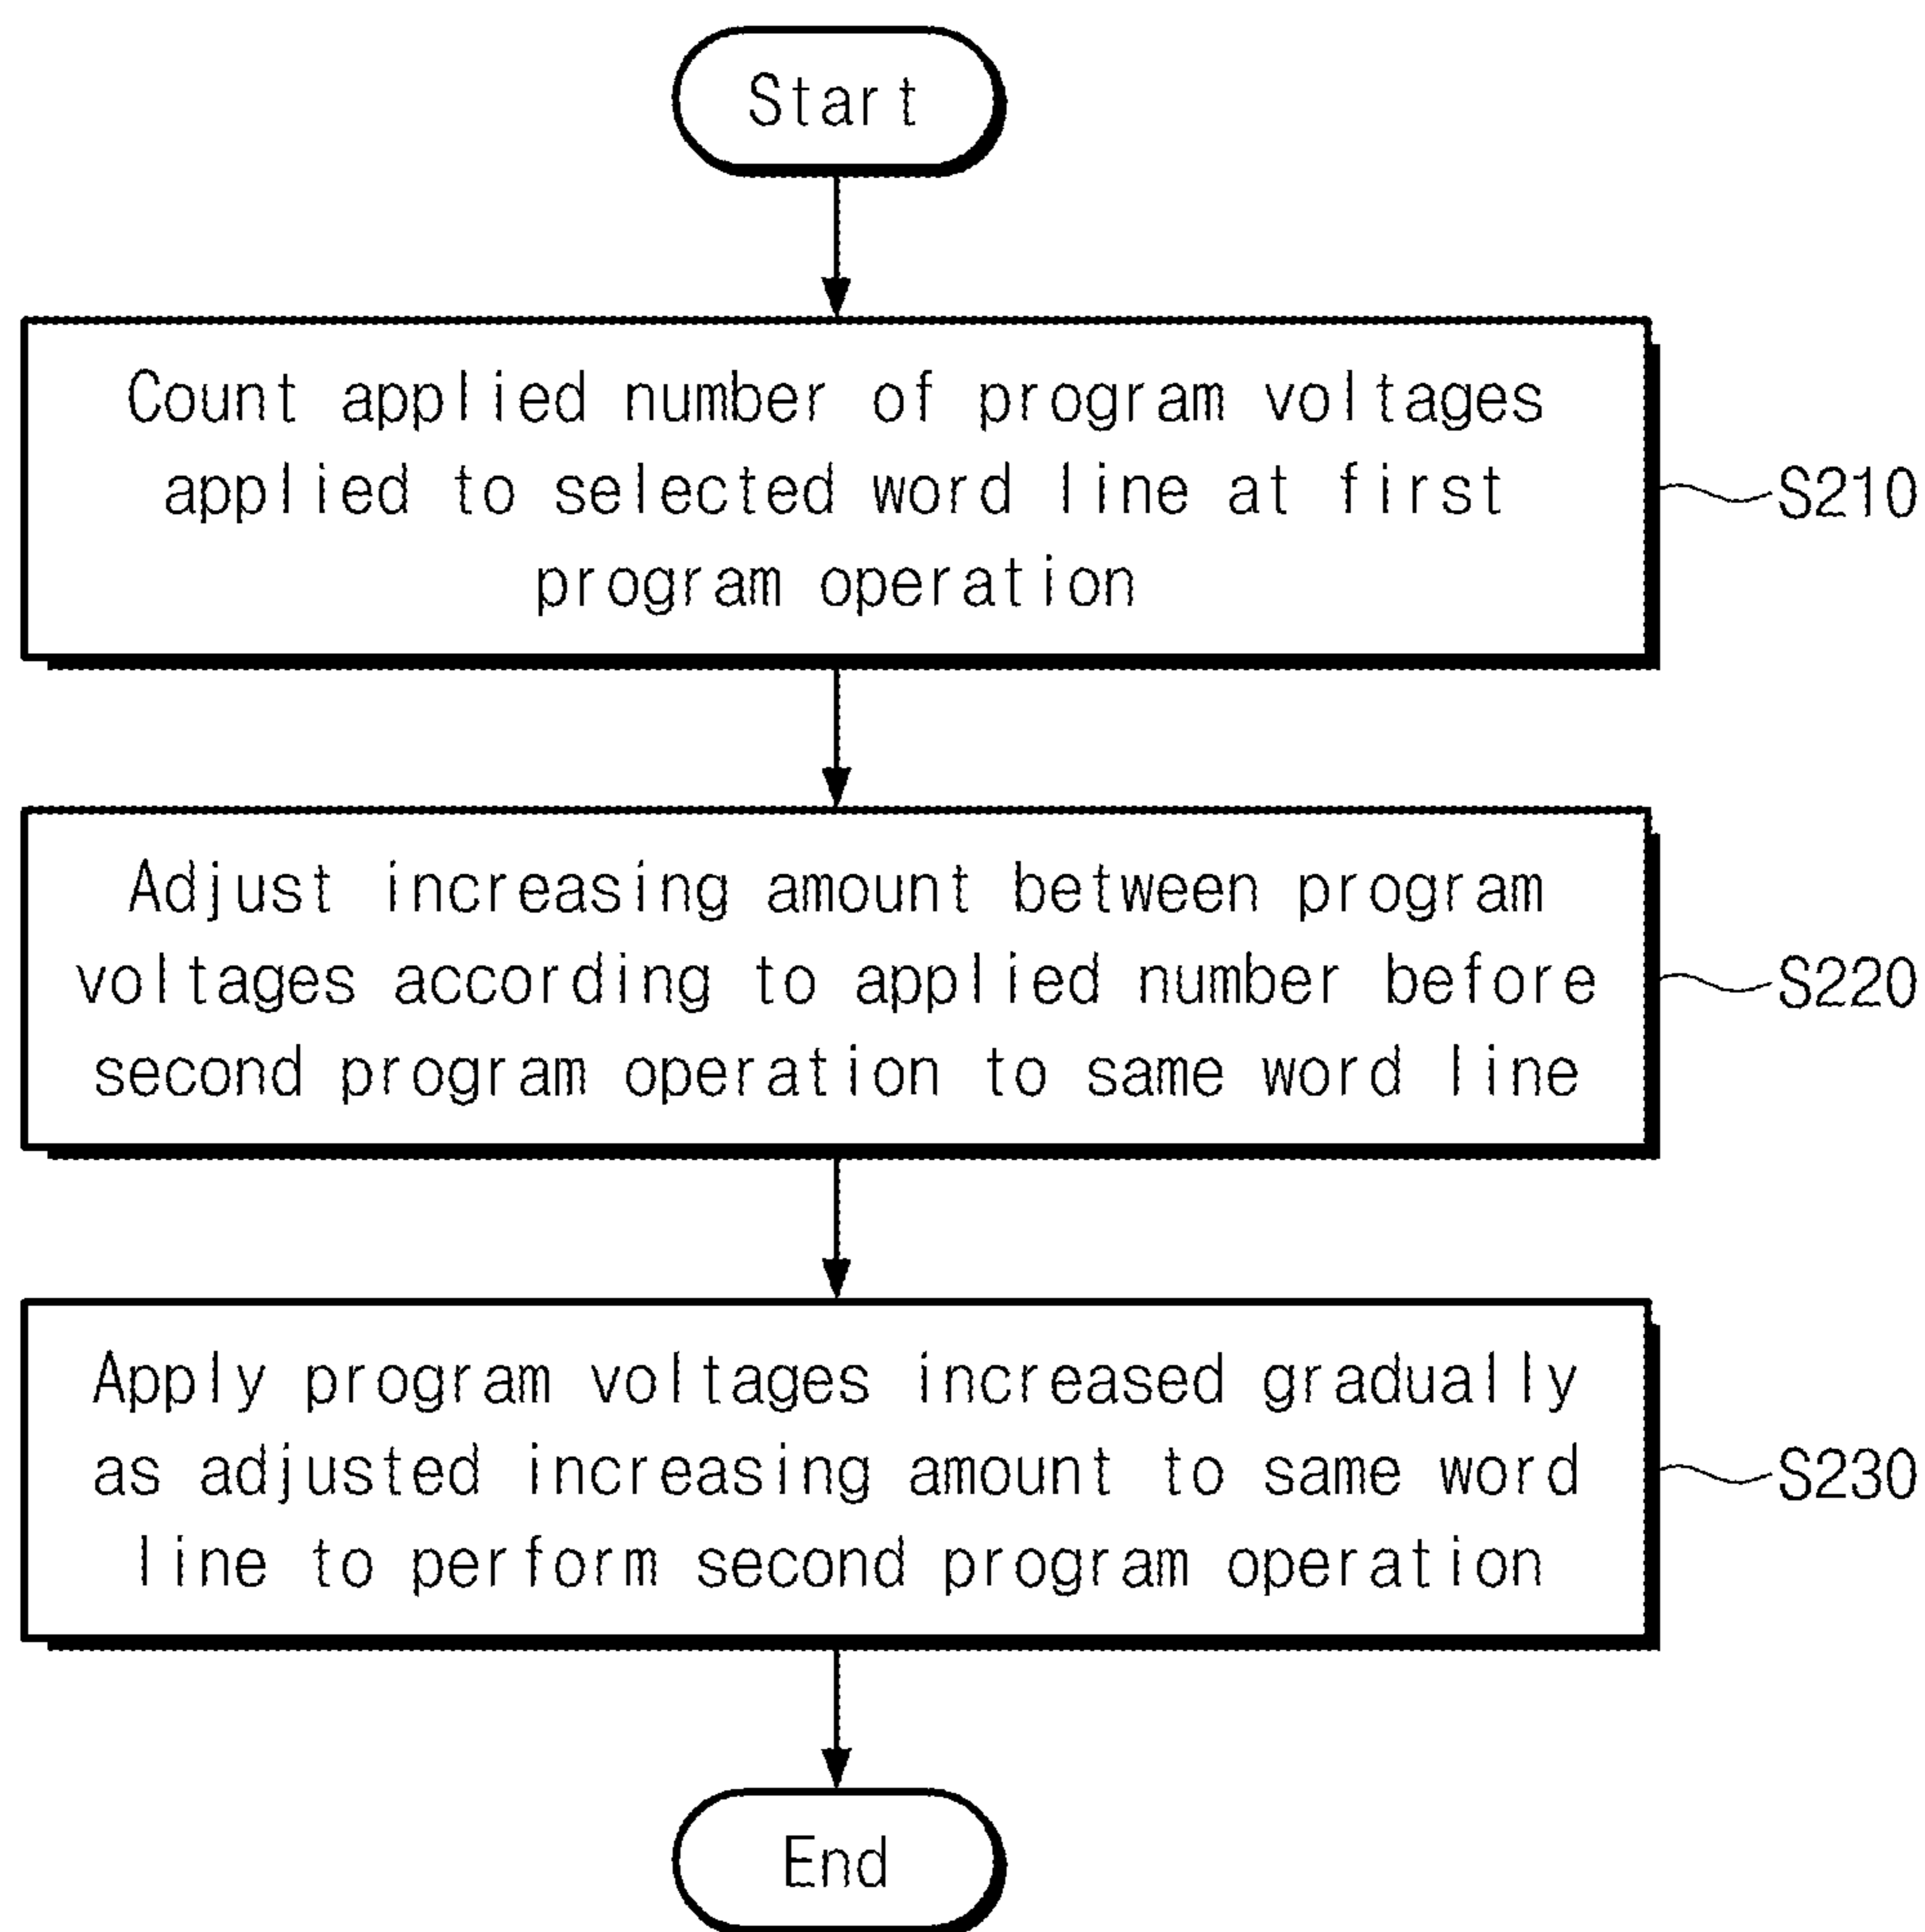 Start
Count applied number of program voltages
applied to selected word line at first
program operation
S210
Adjust increasing amount between program
voltages according to applied number before
second program operation to same word line
S220
Apply program voltages increased gradually
as adjusted increasing amount to same word
line to perform second program operation
S230
End